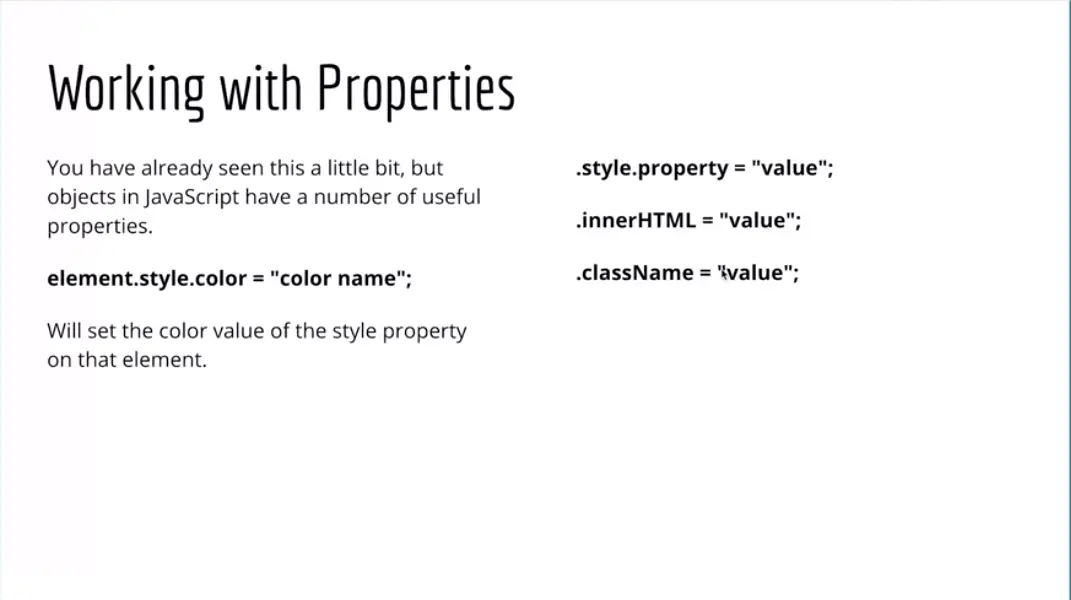 Working with Properties
You have already seen this a little bit, but
objects in JavaScript have a number of useful
properties.
element.style.color = "color name";
Will set the color value of the style property
on that element.
.style.property = "value";
.innerHTML = "value";
.className = "value";